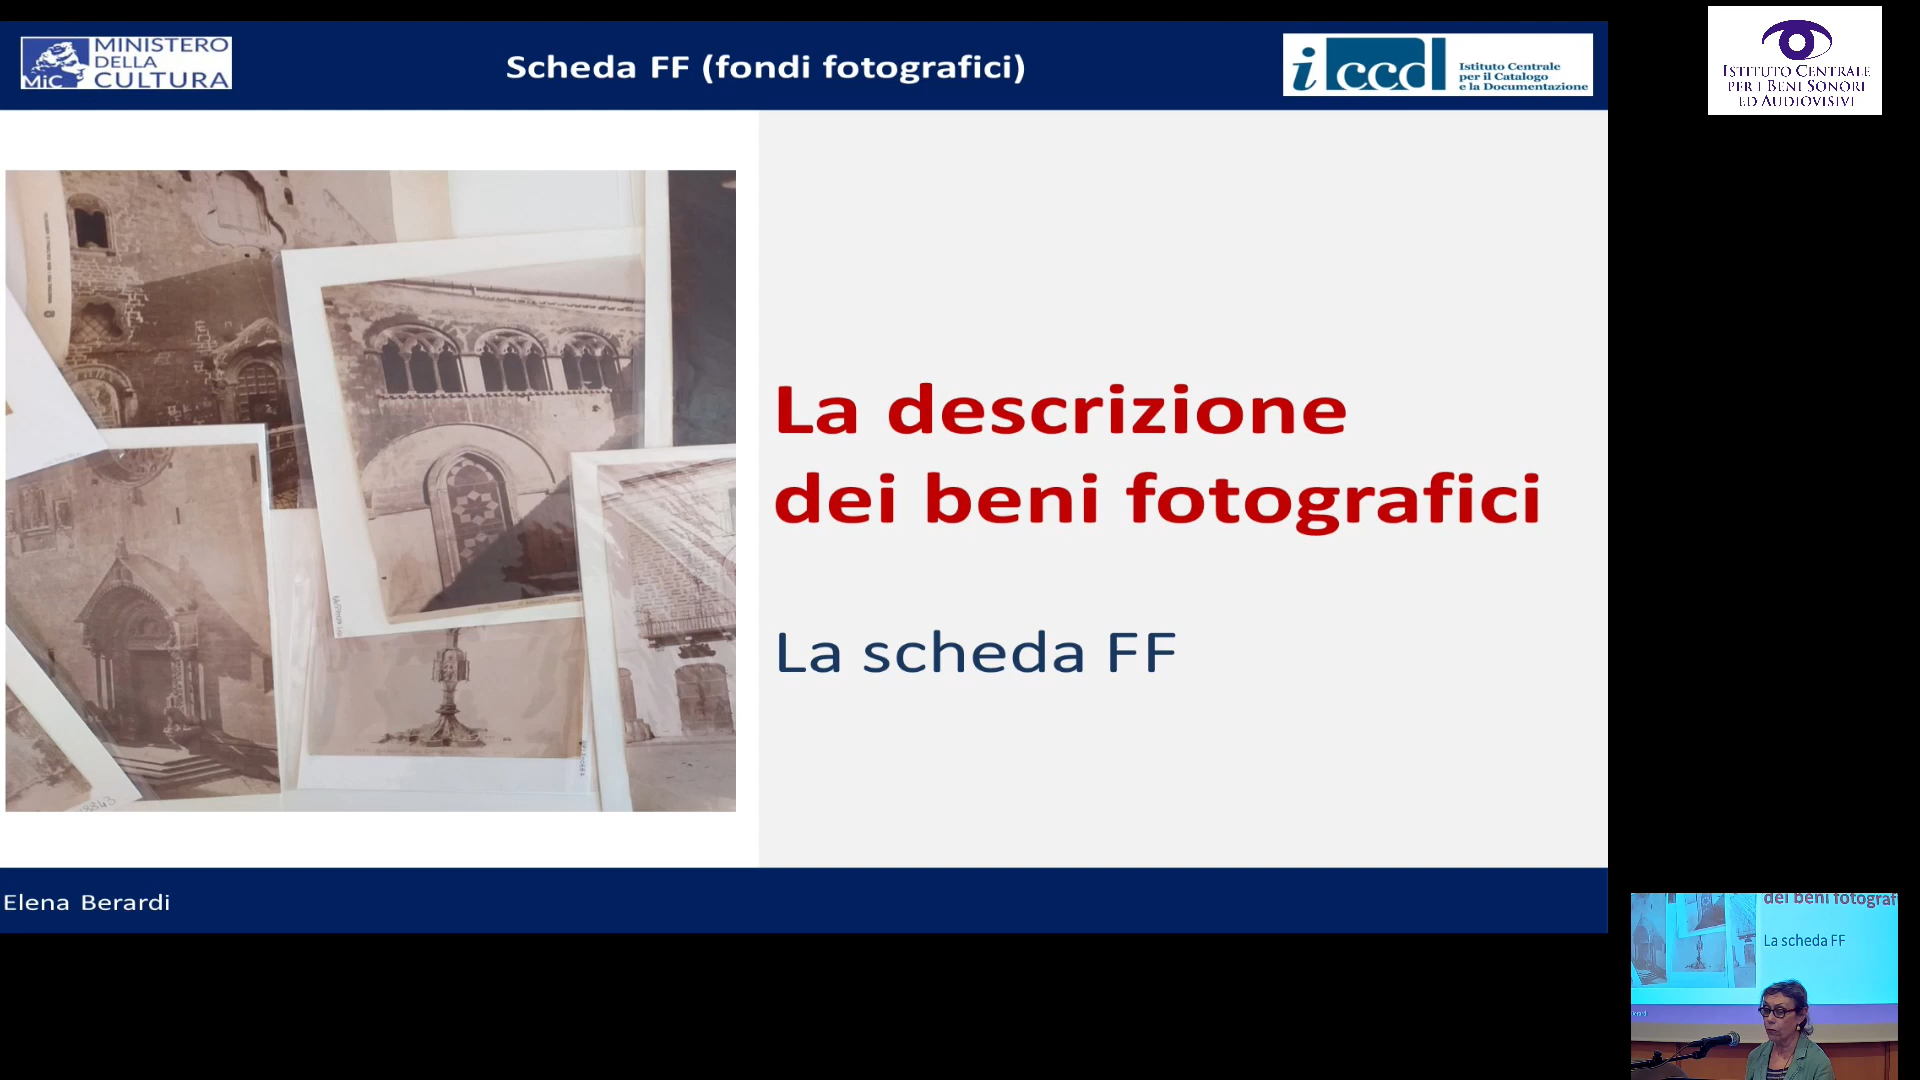 MiC
MINISTERO
DELLA
CULTURA
Scheda FF (fondi fotografici)
iccd
Istituto Centrale
per il Catalogo
e la Documentazione
ISTITUTO CENTRALE
PER I BENI SONORI
ED AUDIOVISIVI
La descrizione
dei beni fotografici
La scheda FF
Elena Berardi
dei beni fotograf
La scheda FF